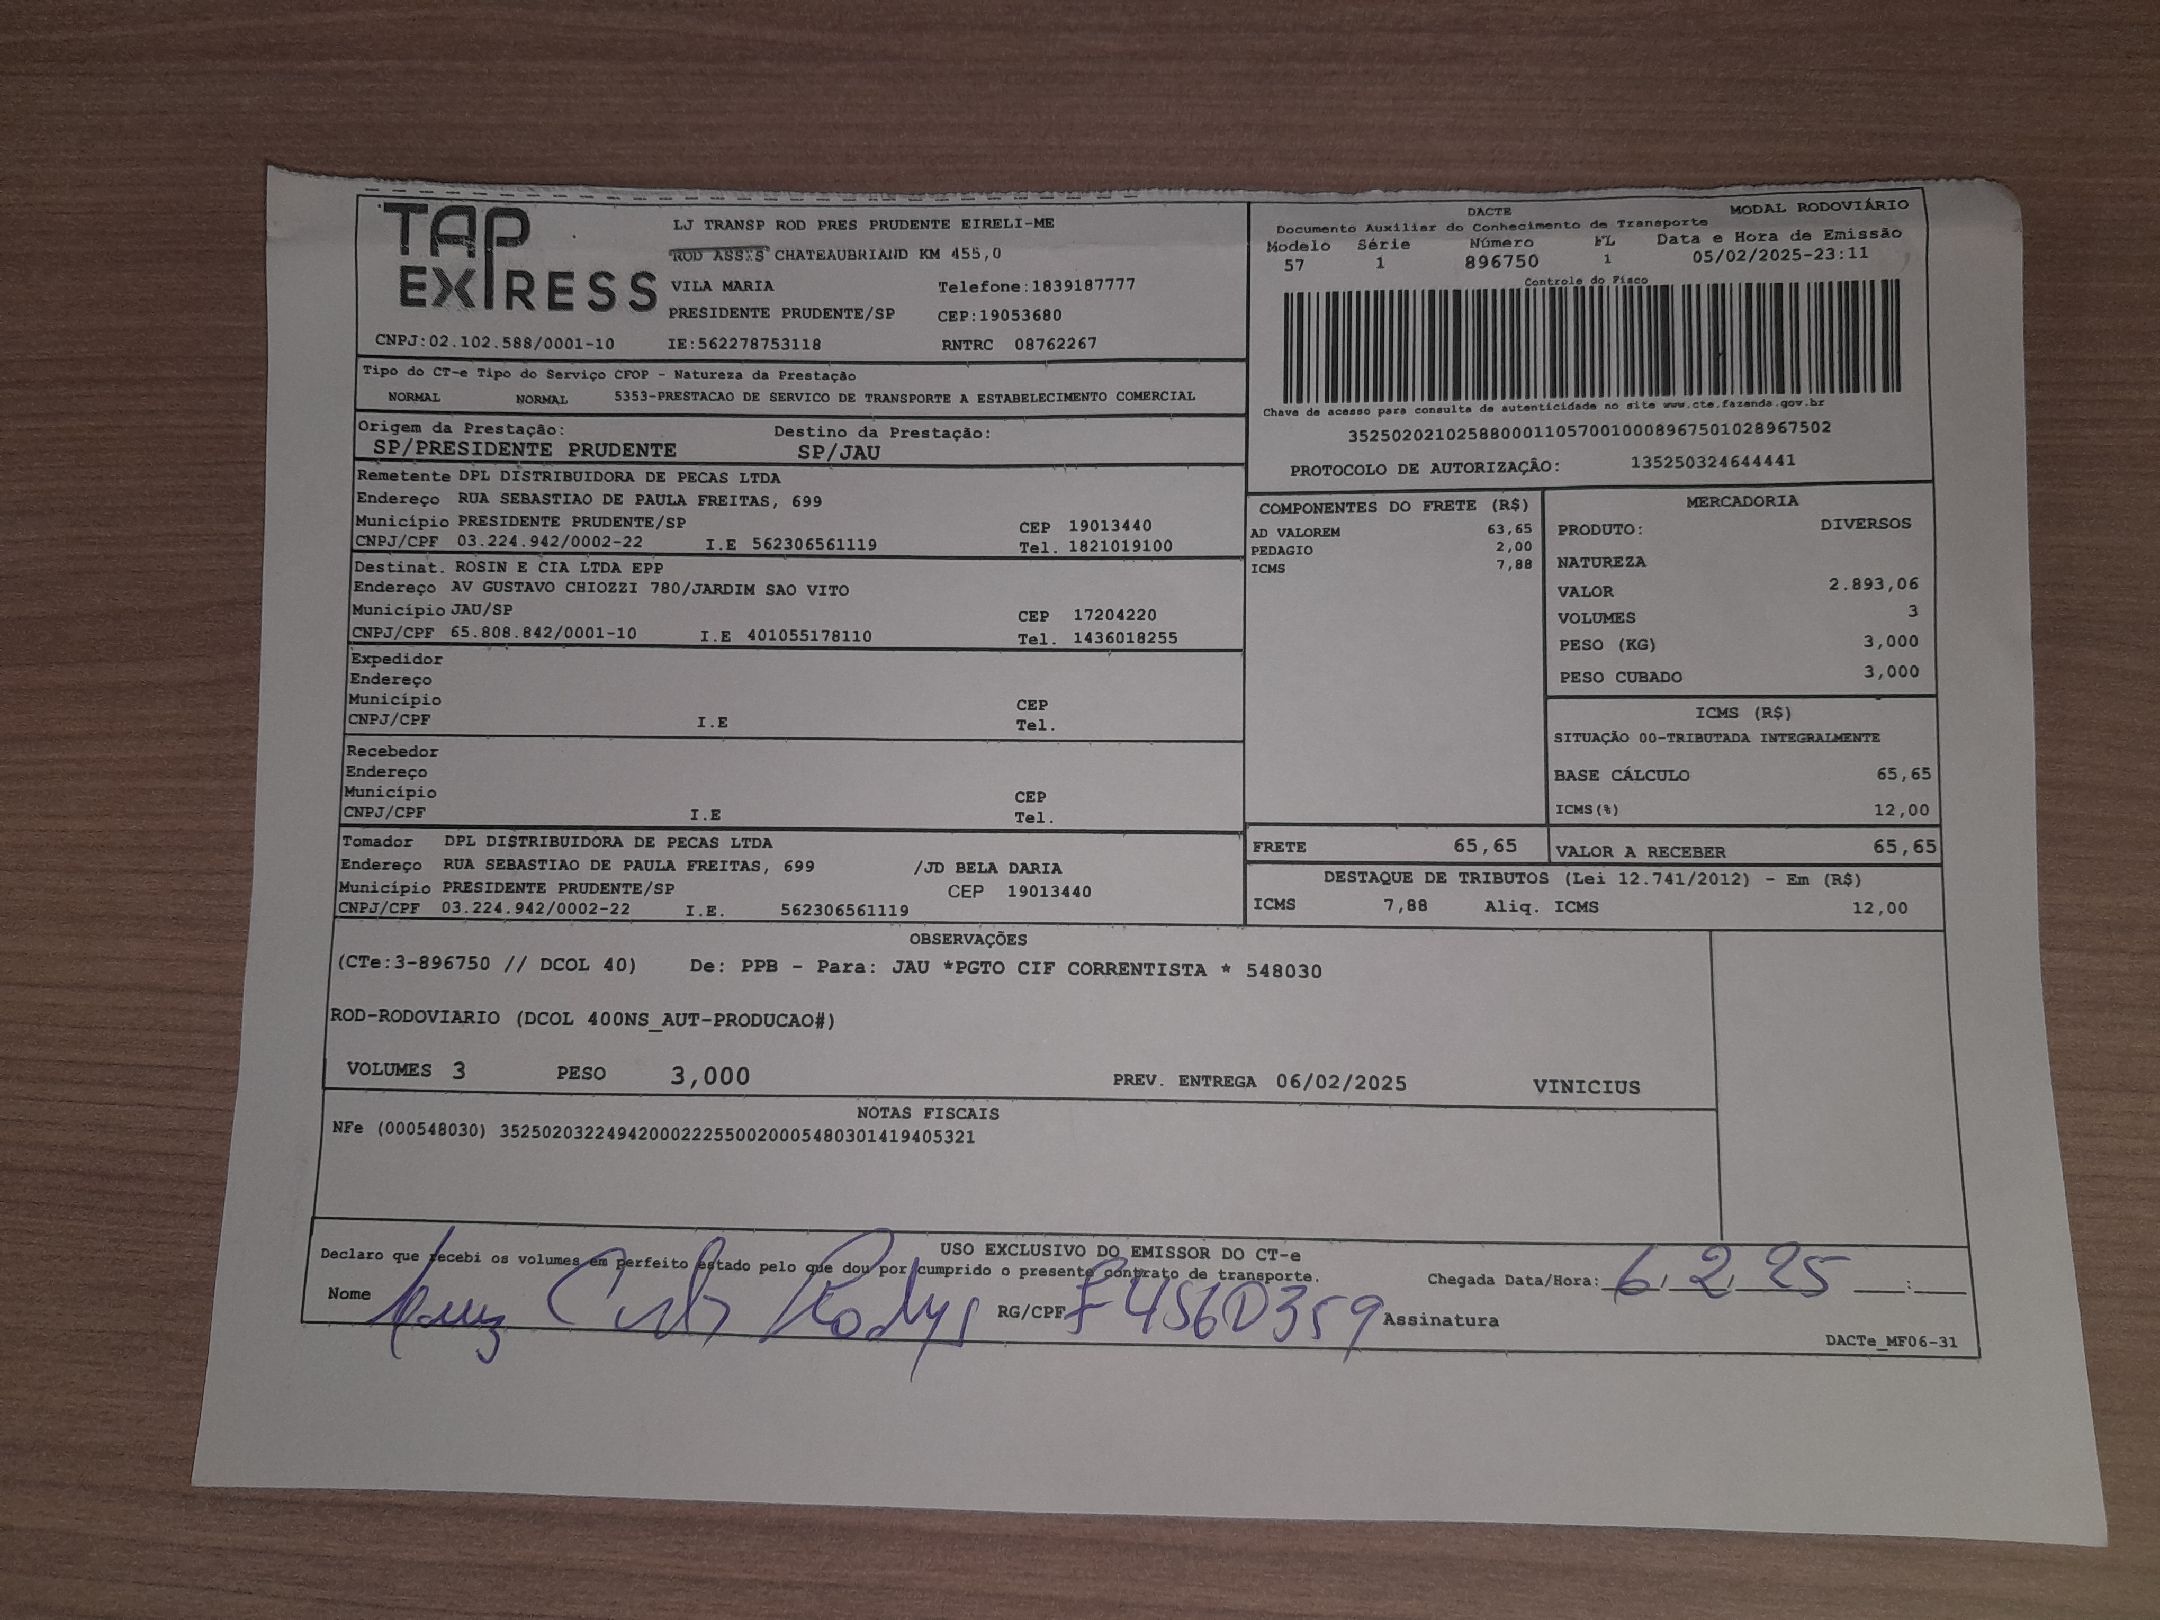 TAP EXPRESS
LJ TRANSP ROD PRES PRUDENTE EIRELI-ME
ROD ASSIS CHATEAUBRIAND KM 455,0
VILA MARIA Telefone:1839187777
PRESIDENTE PRUDENTE/SP CEP:19053680
CNPJ:02.102.588/0001-10 IE:562278753118 RNTRC 08762267
DACTE MODAL RODOVIÁRIO
Documento Auxiliar do Conhecimento de Transporte
Modelo Série Número FL Data e Hora de Emissão
57 1 896750 1 05/02/2025-23:11
Controle do Fisco
Chave de acesso para consulta de autenticidade no site www.cte.fazenda.gov.br
35250202102588000110570010008967501028967502
PROTOCOLO DE AUTORIZAÇÃO: 135250324644441
Tipo do CT-e Tipo do Serviço CFOP - Natureza da Prestação
NORMAL NORMAL 5353-PRESTACAO DE SERVICO DE TRANSPORTE A ESTABELECIMENTO COMERCIAL
Origem da Prestação: Destino da Prestação:
SP/PRESIDENTE PRUDENTE SP/JAU
Remetente DPL DISTRIBUIDORA DE PECAS LTDA
Endereço RUA SEBASTIAO DE PAULA FREITAS, 699
Município PRESIDENTE PRUDENTE/SP CEP 19013440
CNPJ/CPF 03.224.942/0002-22 I.E 562306561119 Tel. 1821019100
Destinat. ROSIN E CIA LTDA EPP
Endereço AV GUSTAVO CHIOZZI 780/JARDIM SAO VITO
Município JAU/SP CEP 17204220
CNPJ/CPF 65.808.842/0001-10 I.E 401055178110 Tel. 1436018255
Expedidor
Endereço
Município CEP
CNPJ/CPF I.E Tel.
Recebedor
Endereço
Município CEP
CNPJ/CPF I.E Tel.
Tomador DPL DISTRIBUIDORA DE PECAS LTDA
Endereço RUA SEBASTIAO DE PAULA FREITAS, 699 /JD BELA DARIA
Município PRESIDENTE PRUDENTE/SP CEP 19013440
CNPJ/CPF 03.224.942/0002-22 I.E. 562306561119
COMPONENTES DO FRETE (R$)
AD VALOREM 63,65
PEDAGIO 2,00
ICMS 7,88
MERCADORIA
PRODUTO: DIVERSOS
NATUREZA
VALOR 2.893,06
VOLUMES 3
PESO (KG) 3,000
PESO CUBADO 3,000
ICMS (R$)
SITUAÇÃO 00-TRIBUTADA INTEGRALMENTE
BASE CÁLCULO 65,65
ICMS(%) 12,00
FRETE 65,65 VALOR A RECEBER 65,65
DESTAQUE DE TRIBUTOS (Lei 12.741/2012) - Em (R$)
ICMS 7,88 Aliq. ICMS 12,00
OBSERVAÇÕES
(CTe:3-896750 // DCOL 40) De: PPB - Para: JAU *PGTO CIF CORRENTISTA * 548030
ROD-RODOVIARIO (DCOL 400NS_AUT-PRODUCAO#)
VOLUMES 3 PESO 3,000 PREV. ENTREGA 06/02/2025 VINICIUS
NOTAS FISCAIS
NFe (000548030) 35250203224942000222550020005480301419405321
USO EXCLUSIVO DO EMISSOR DO CT-e
Declaro que recebi os volumes em perfeito estado pelo que dou por cumprido o presente contrato de transporte.
Chegada Data/Hora: 6/2/25 __:__
Nome RG/CPF Assinatura
DACTe_MF06-31